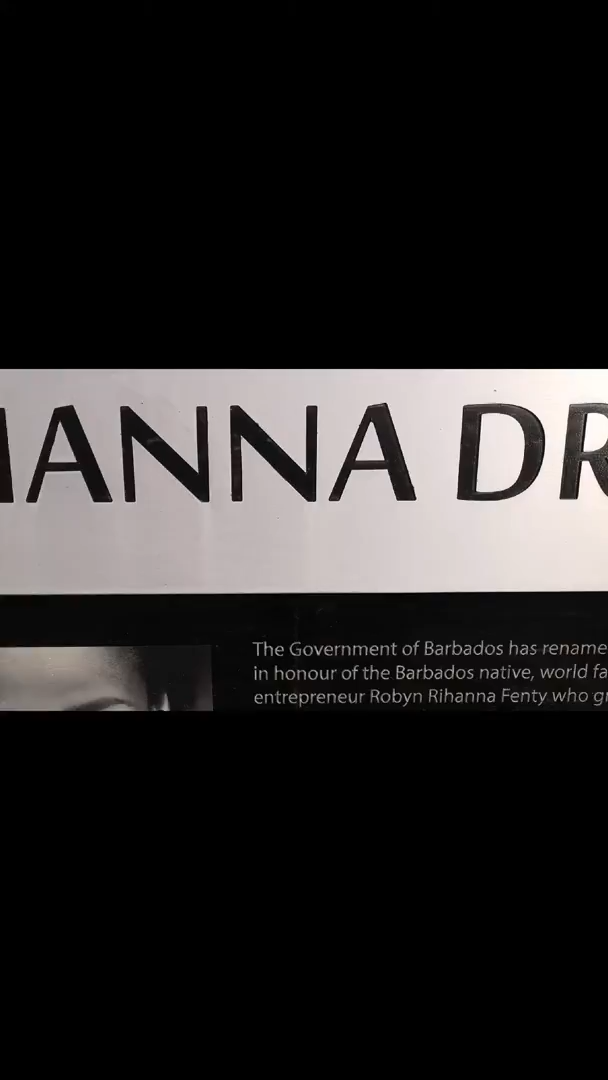 IANNA DR
The Government of Barbados has rename
in honour of the Barbados native, world fa
entrepreneur Robyn Rihanna Fenty who gr